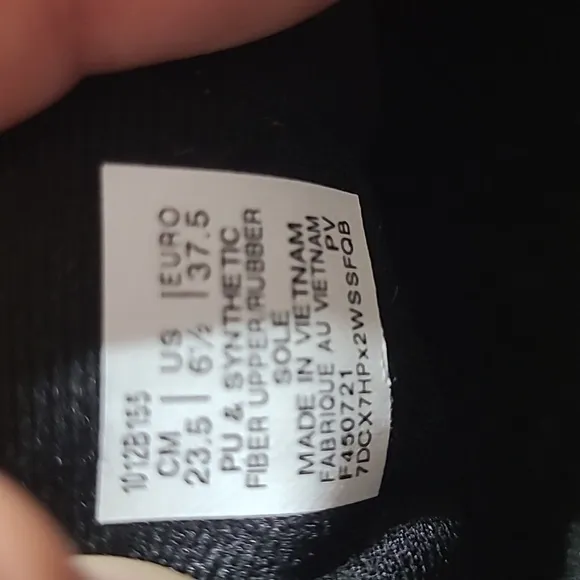 1012B155
CM | US | EURO
23.5 | 6½ | 37.5
PU & SYNTHETIC
FIBER UPPER/RUBBER
SOLE
MADE IN VIETNAM
FABRIQUE AU VIETNAM
F450721 PV
7DCX7HPx2WSSFQB